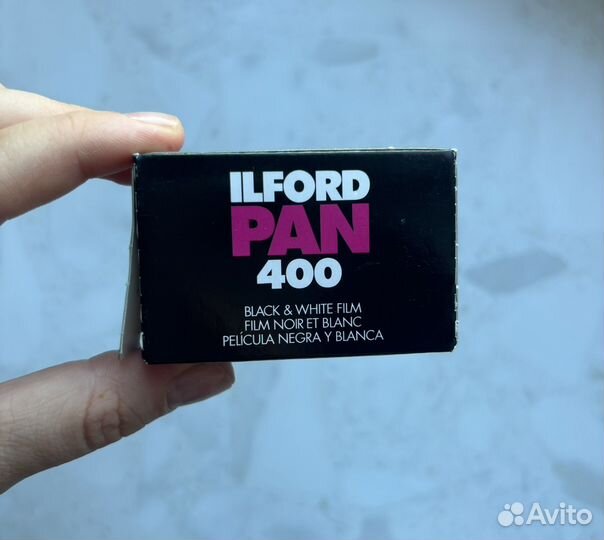 ILFORD
PAN
400
BLACK & WHITE FILM
FILM NOIR ET BLANC
PELÍCULA NEGRA Y BLANCA
Avito